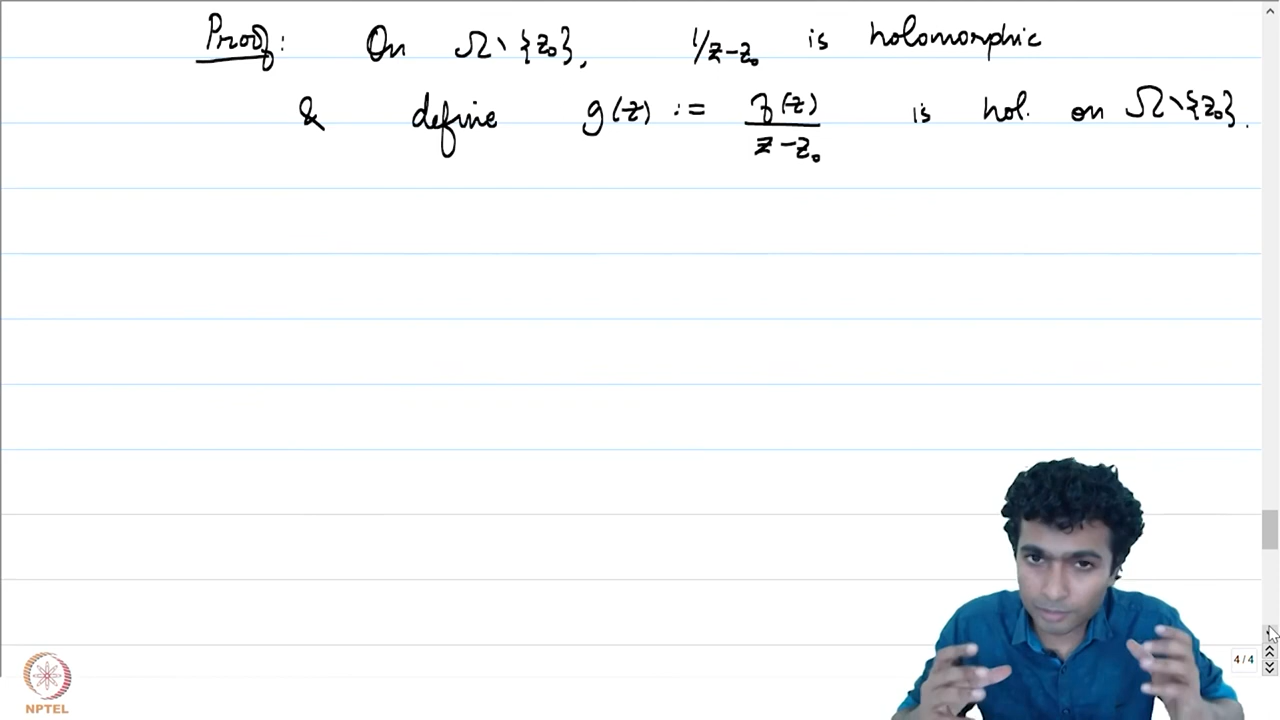 Proof: On Ω \ {z₀}, 1/z-z₀ is holomorphic
& define g(z) := f(z)/z-z₀ is hol. on Ω \ {z₀}.
4 / 4
NPTEL